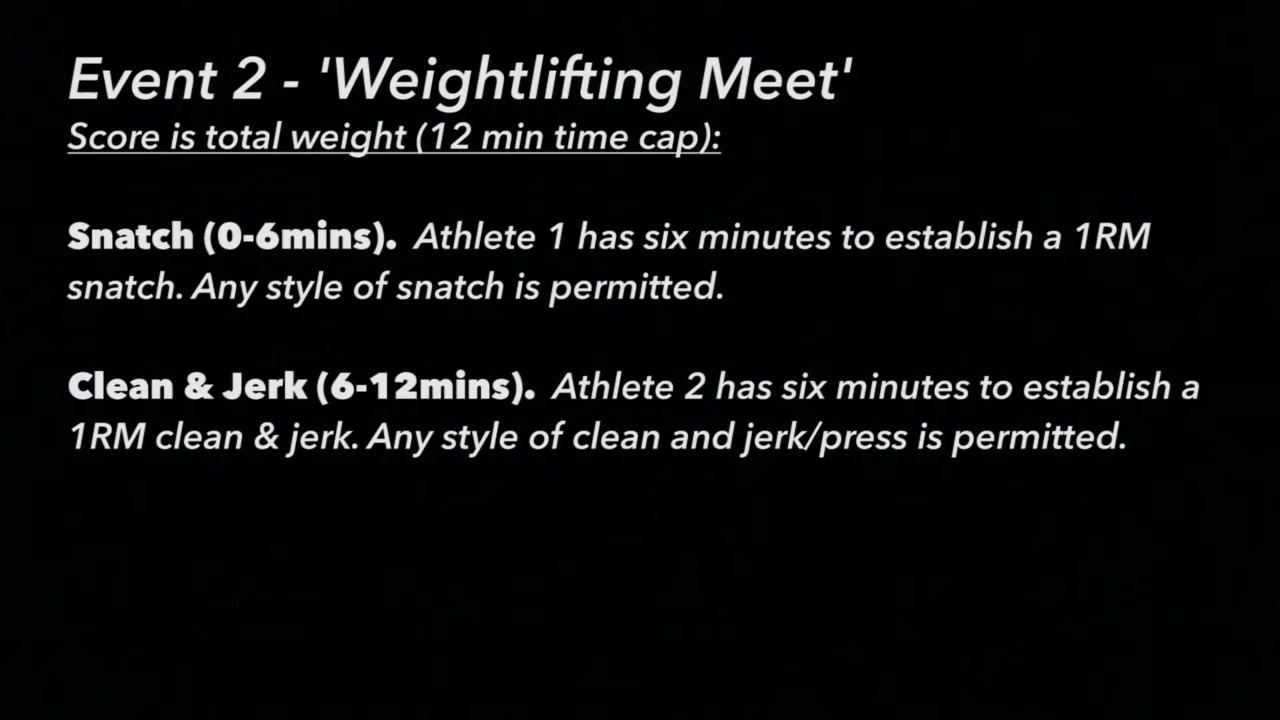 Event 2 - 'Weightlifting Meet'
Score is total weight (12 min time cap):
Snatch (0-6mins). Athlete 1 has six minutes to establish a 1RM
snatch. Any style of snatch is permitted.
Clean & Jerk (6-12mins). Athlete 2 has six minutes to establish a
1RM clean & jerk. Any style of clean and jerk/press is permitted.